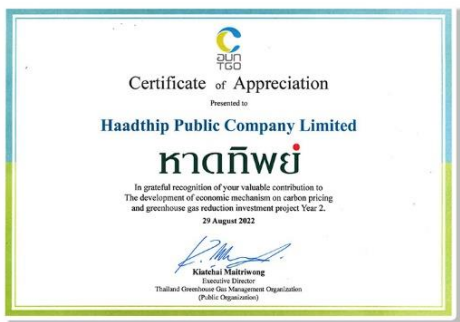 อบก
TGO
Certificate of Appreciation
Presented to
Haadthip Public Company Limited
หาดทิพย์
In grateful recognition of your valuable contribution to
The development of economic mechanism on carbon pricing
and greenhouse gas reduction investment project Year 2.
29 August 2022
Kiatchai Maitriwong
Executive Director
Thailand Greenhouse Gas Management Organization
(Public Organization)